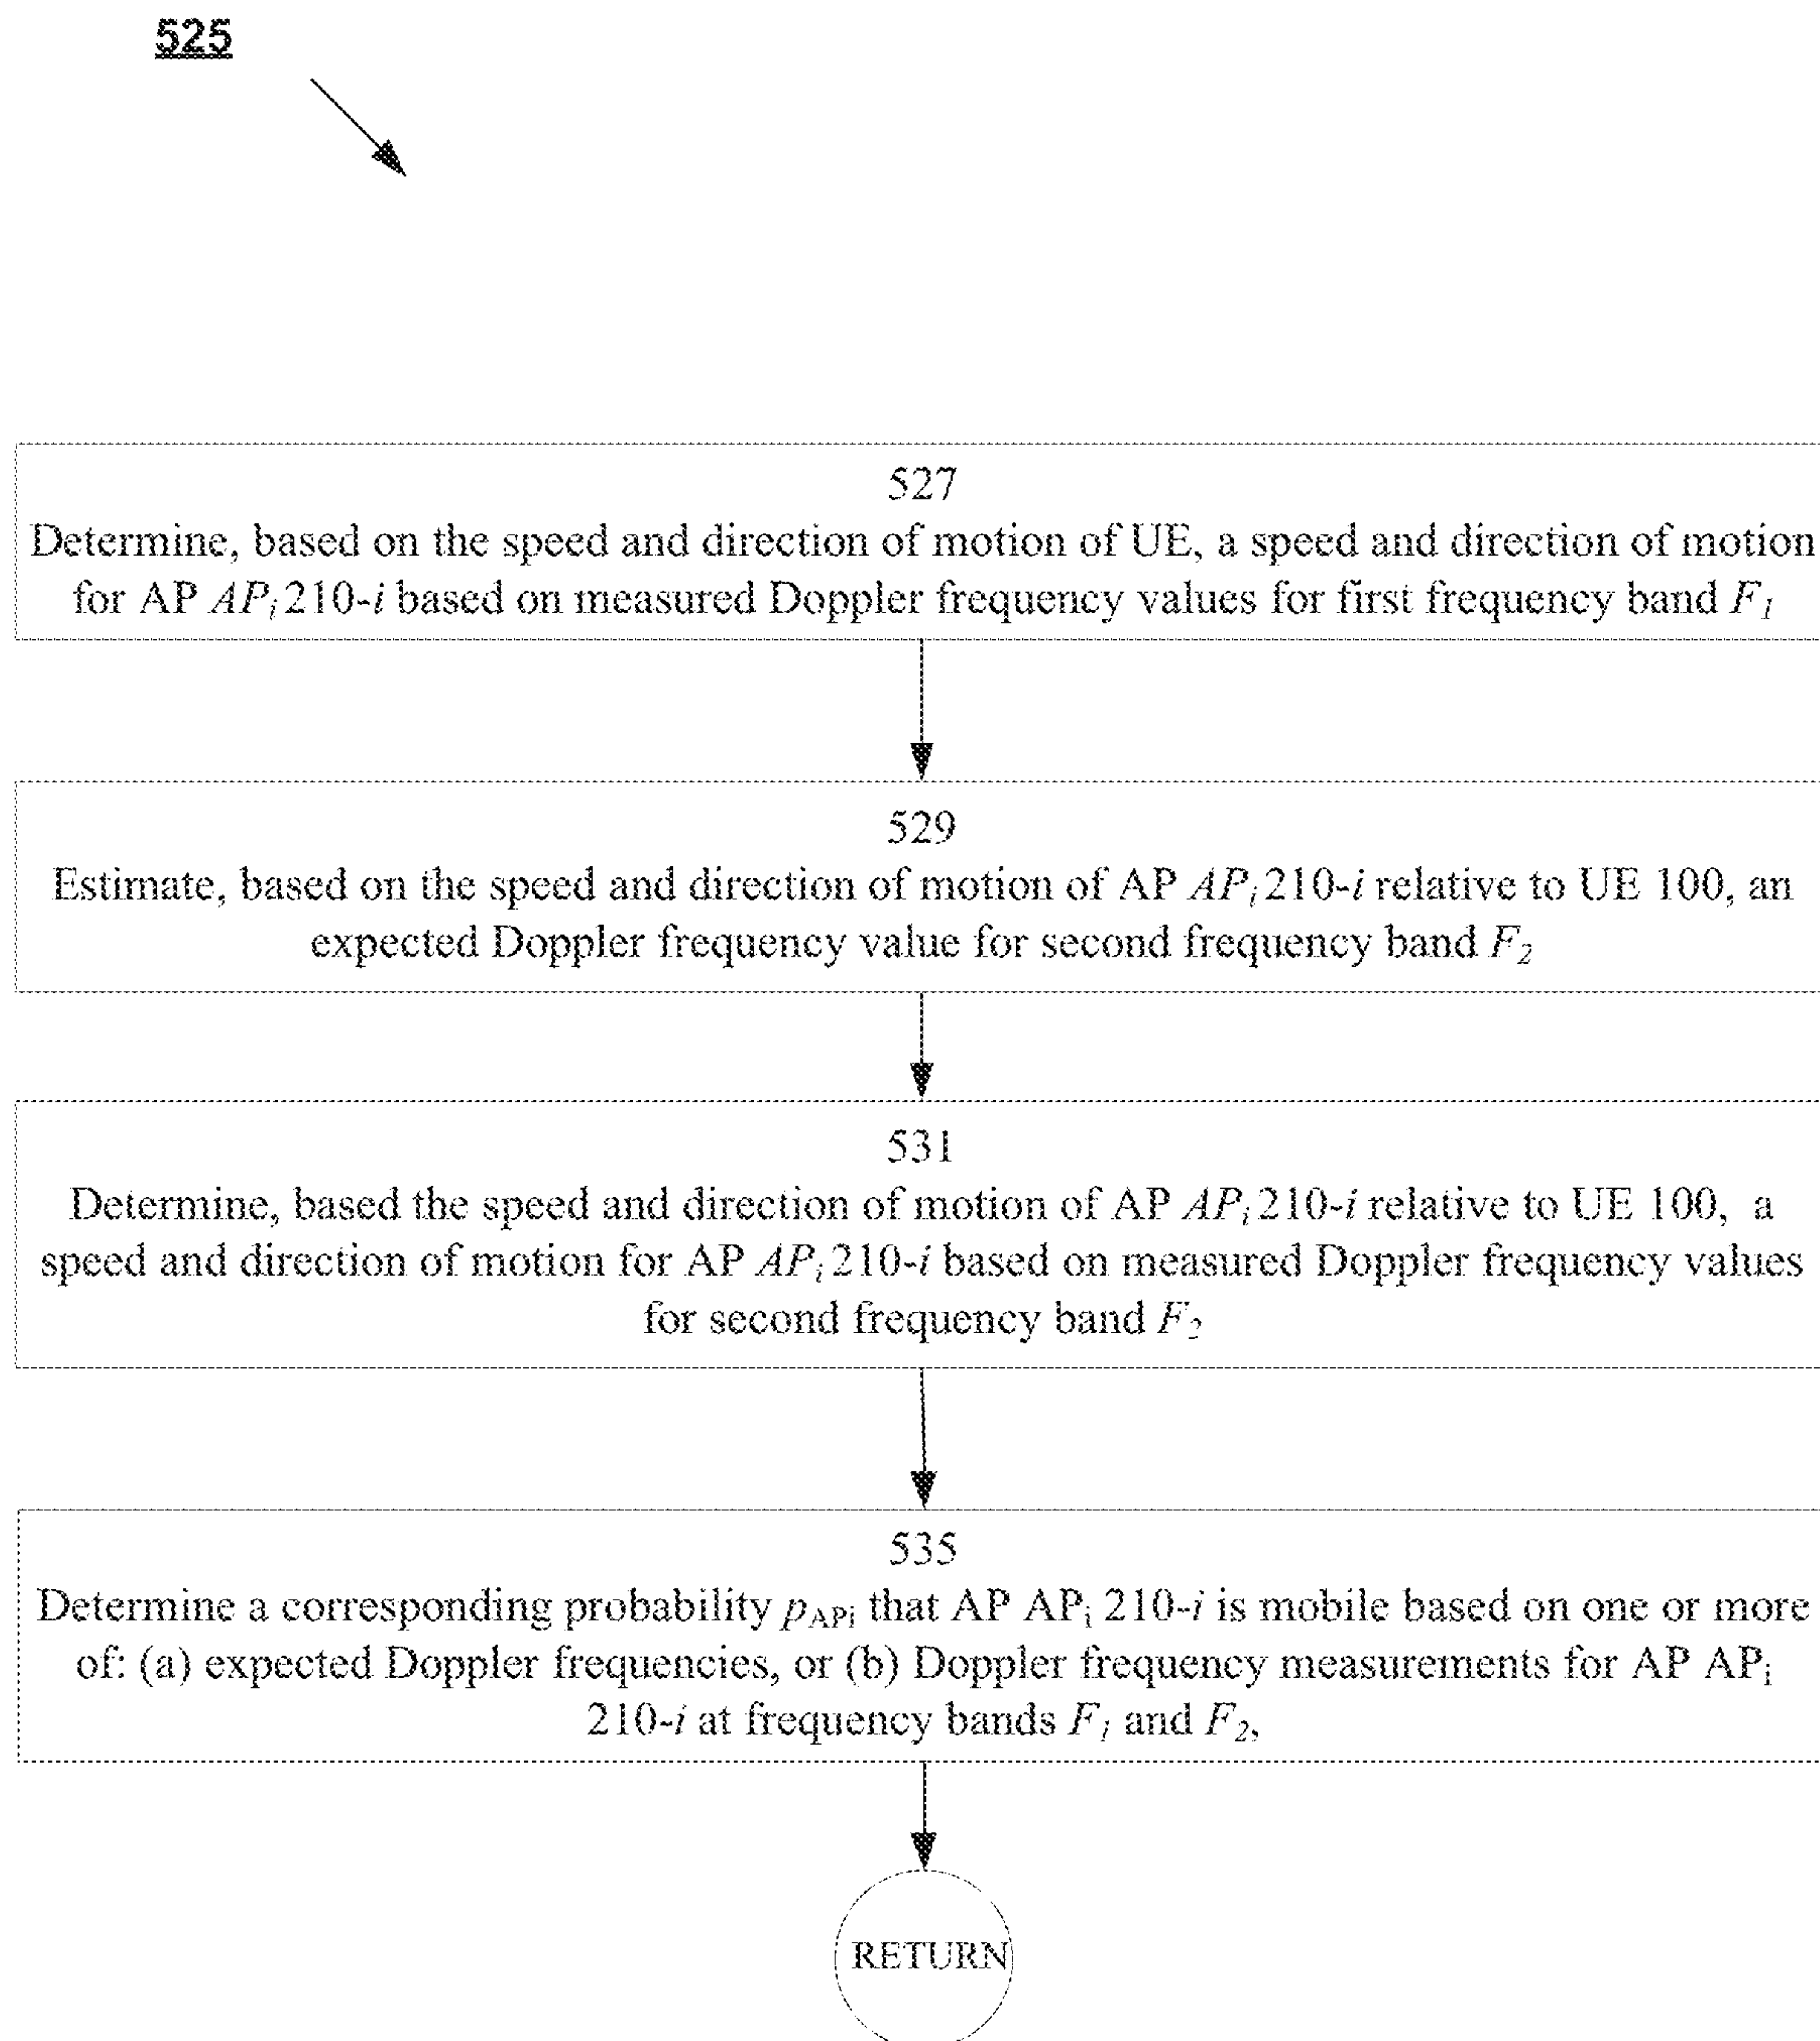 525
527
Determine, based on the speed and direction of motion of UE, a speed and direction of motion
for AP APᵢ 210-i based on measured Doppler frequency values for first frequency band F₁
529
Estimate, based on the speed and direction of motion of AP APᵢ 210-i relative to UE 100, an
expected Doppler frequency value for second frequency band F₂
531
Determine, based the speed and direction of motion of AP APᵢ 210-i relative to UE 100, a
speed and direction of motion for AP APᵢ 210-i based on measured Doppler frequency values
for second frequency band F₂
535
Determine a corresponding probability p_APi that AP APᵢ 210-i is mobile based on one or more
of: (a) expected Doppler frequencies, or (b) Doppler frequency measurements for AP APᵢ
210-i at frequency bands F₁ and F₂,
RETURN